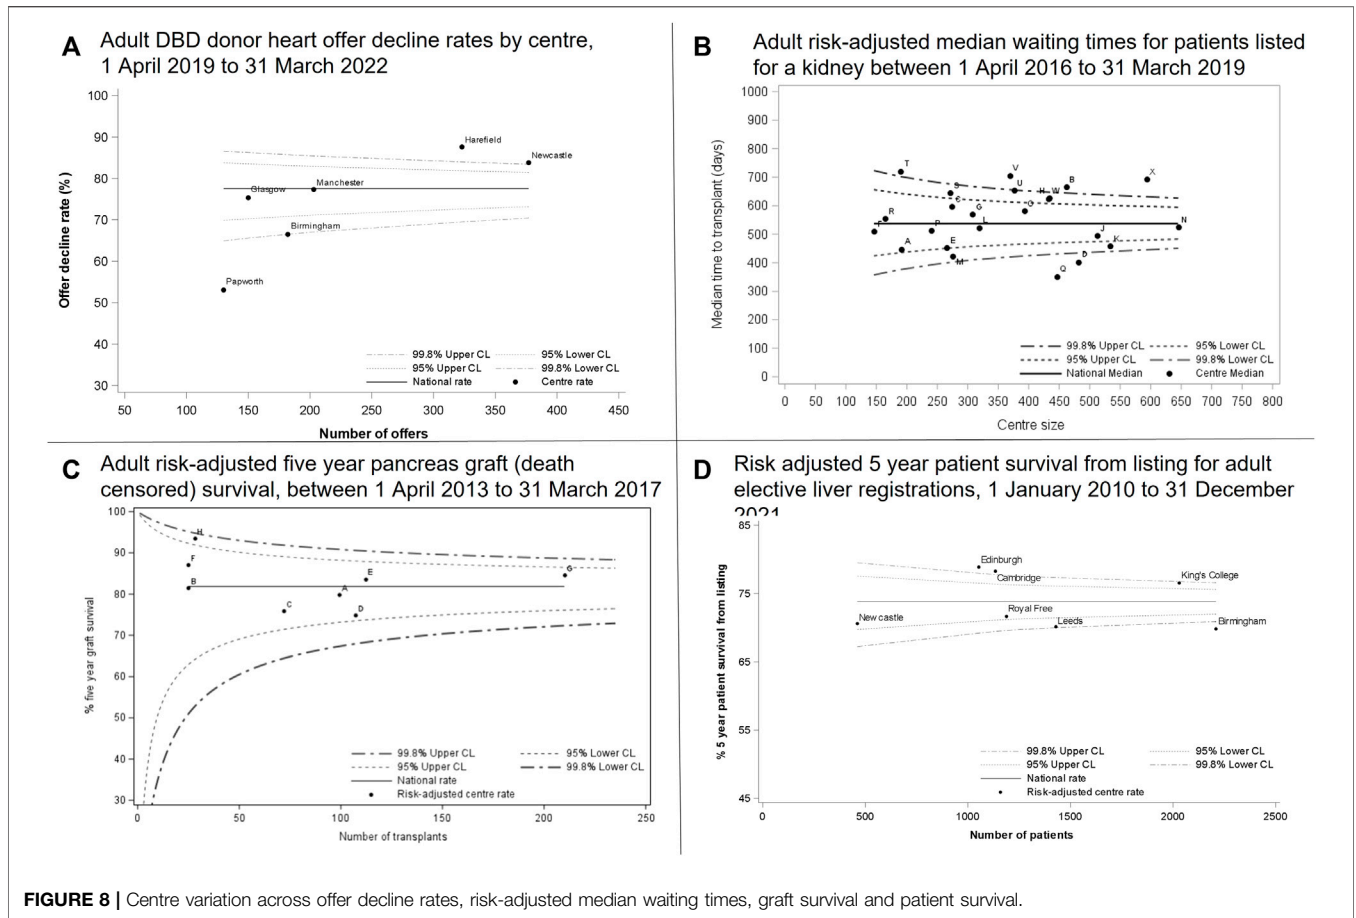 A
Adult DBD donor heart offer decline rates by centre,
1 April 2019 to 31 March 2022
Offer decline rate (%)
100
90
80
70
60
50
40
30
Harefield
Newcastle
Glasgow
Manchester
Birmingham
Papworth
99.8% Upper CL
95% Lower CL
95% Upper CL
99.8% Lower CL
National rate
Centre rate
50 100 150 200 250 300 350 400 450
Number of offers
B
Adult risk-adjusted median waiting times for patients listed
for a kidney between 1 April 2016 to 31 March 2019
Median time to transplant (days)
1000
900
800
700
600
500
400
300
200
100
0
T
V
X
S
U
H
W
B
C
G
O
R
F
P
L
J
N
A
E
K
M
D
Q
99.8% Upper CL
95% Lower CL
95% Upper CL
99.8% Lower CL
National Median
Centre Median
0 50 100 150 200 250 300 350 400 450 500 550 600 650 700 750 800
Centre size
C
Adult risk-adjusted five year pancreas graft (death
censored) survival, between 1 April 2013 to 31 March 2017
% five year graft survival
100
90
80
70
60
50
40
30
H
F
B
E
A
C
D
G
99.8% Upper CL
95% Lower CL
95% Upper CL
99.8% Lower CL
National rate
Risk-adjusted centre rate
0 50 100 150 200 250
Number of transplants
D
Risk adjusted 5 year patient survival from listing for adult
elective liver registrations, 1 January 2010 to 31 December
2021
% 5 year patient survival from listing
85
75
65
55
45
Edinburgh
Cambridge
King's College
New castle
Royal Free
Leeds
Birmingham
99.8% Upper CL
95% Lower CL
95% Upper CL
99.8% Lower CL
National rate
Risk-adjusted centre rate
0 500 1000 1500 2000 2500
Number of patients
FIGURE 8 | Centre variation across offer decline rates, risk-adjusted median waiting times, graft survival and patient survival.